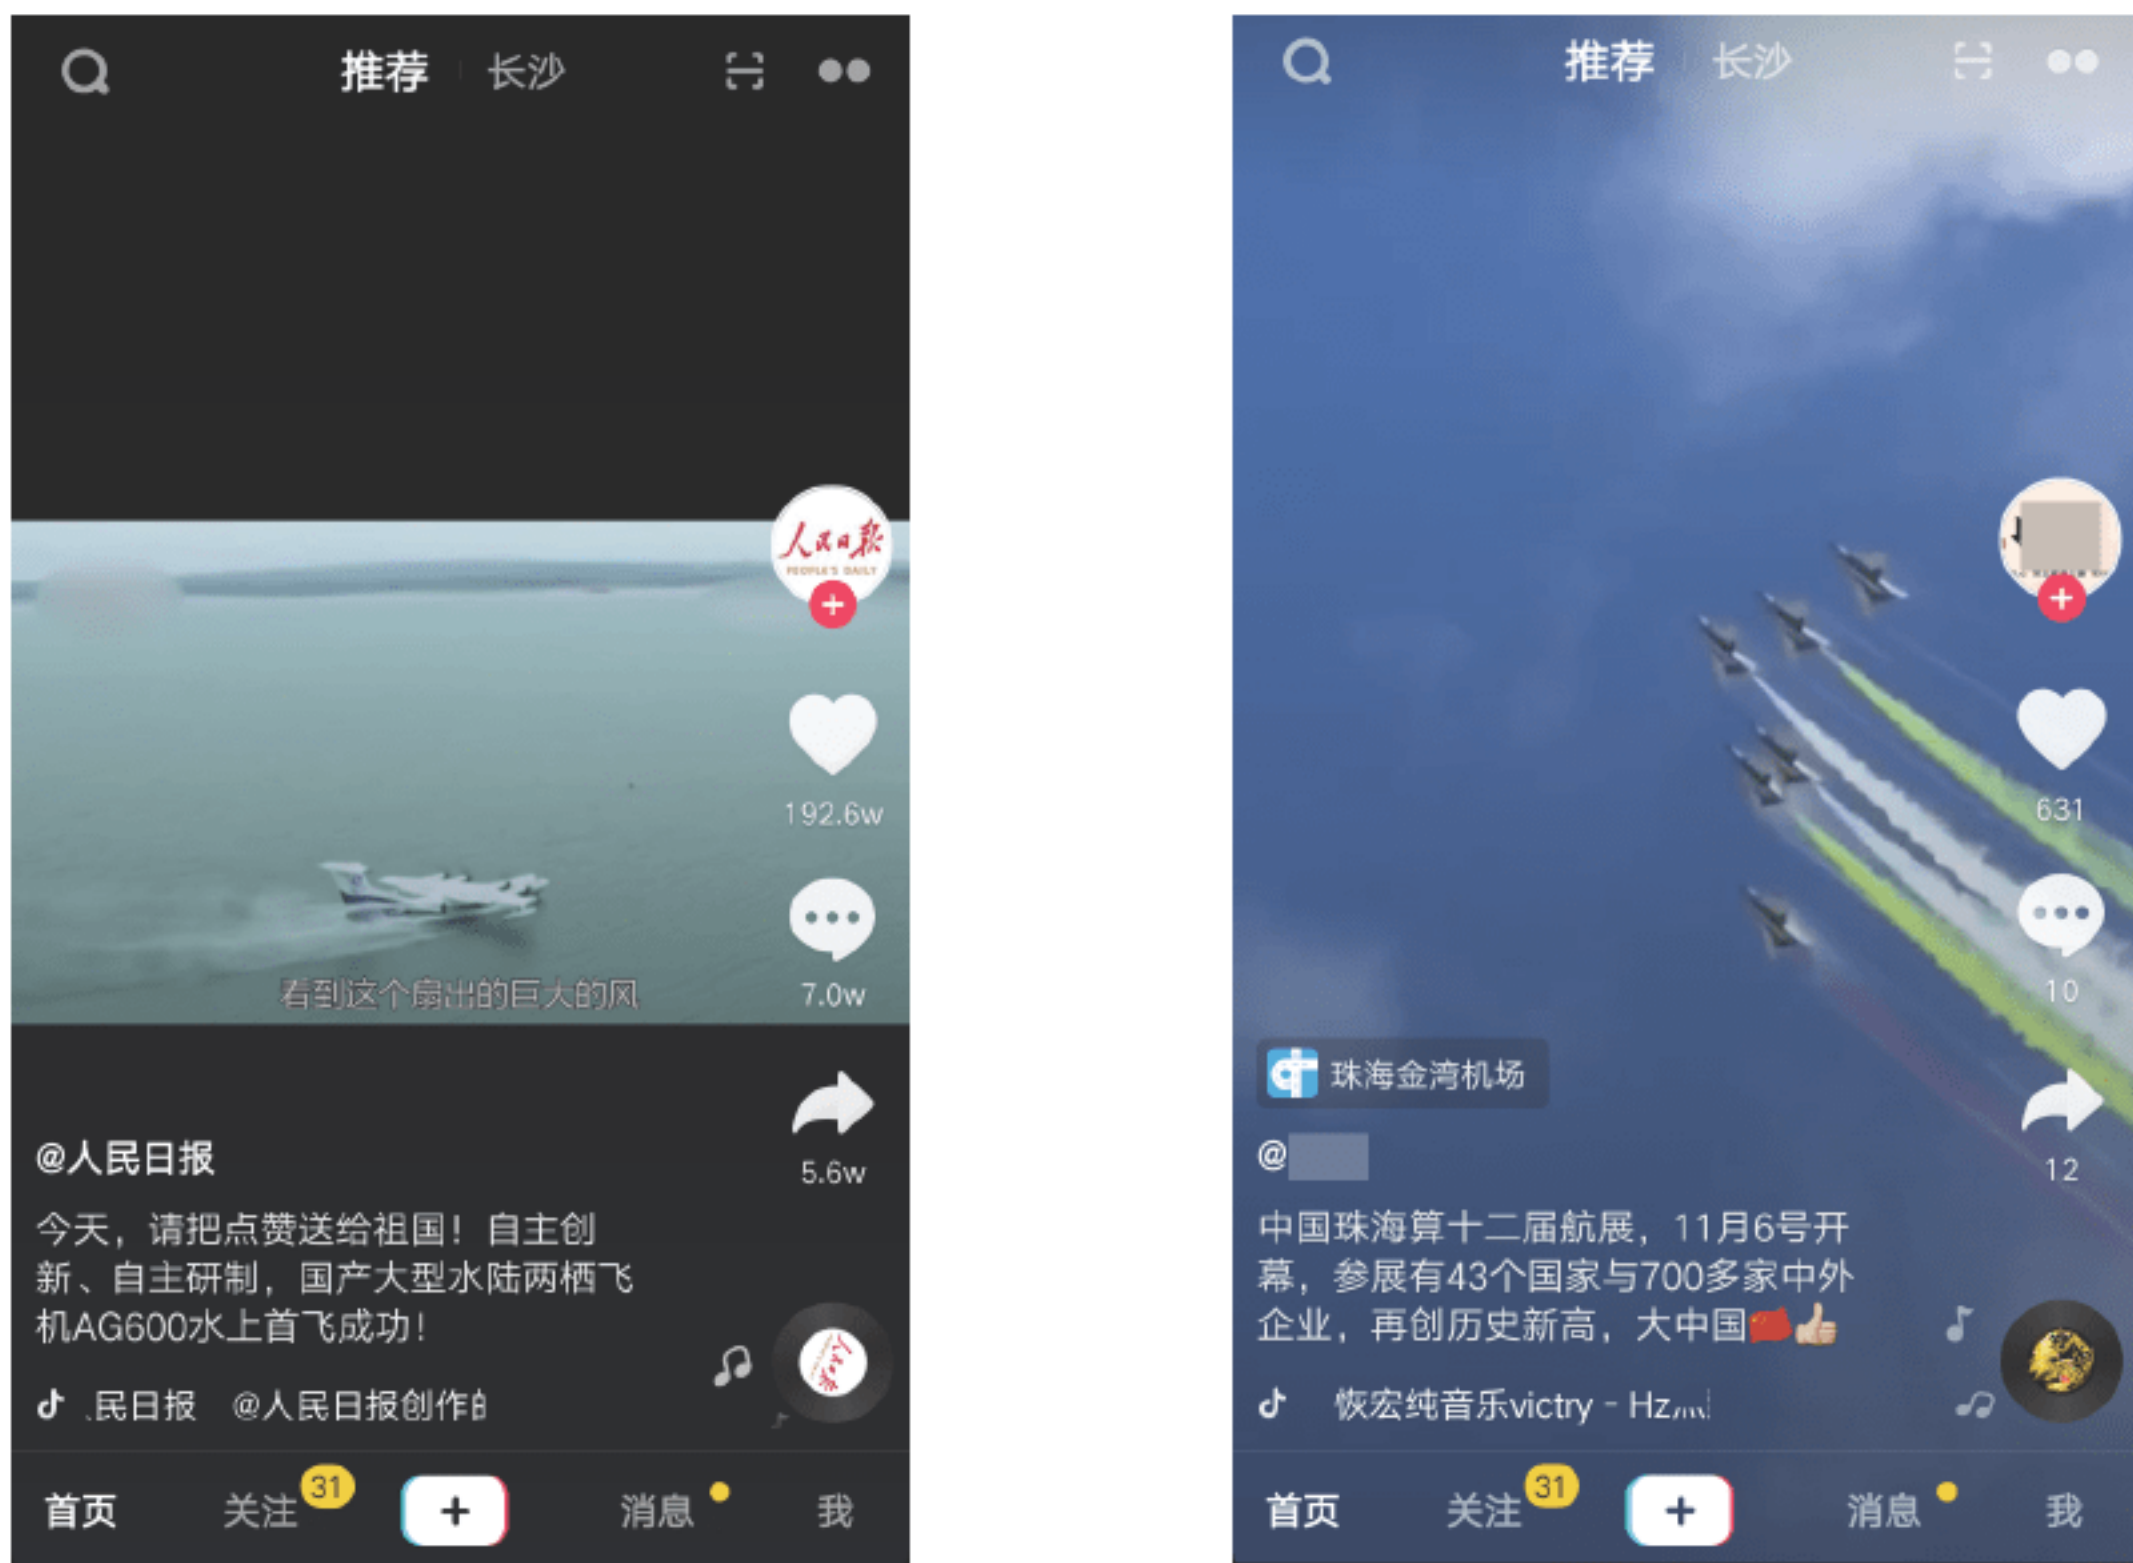 推荐 长沙
人民日报
PEOPLE'S DAILY
192.6w
7.0w
看到这个扇出的巨大的风
5.6w
@人民日报
今天，请把点赞送给祖国！自主创
新、自主研制，国产大型水陆两栖飞
机AG600水上首飞成功！
民日报 @人民日报创作的
首页 关注 31 + 消息 我
推荐 长沙
631
10
珠海金湾机场
@
12
中国珠海算十二届航展，11月6号开
幕，参展有43个国家与700多家中外
企业，再创历史新高，大中国🇨🇳👍
恢宏纯音乐victry - Hz
首页 关注 31 + 消息 我